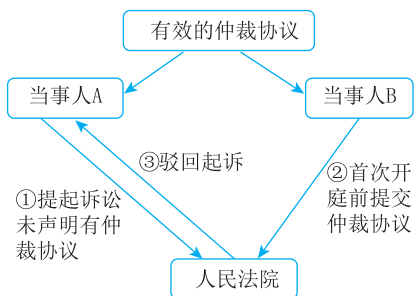 有效的仲裁协议
当事人A
当事人B
③驳回起诉
①提起诉讼
未声明有仲
裁协议
②首次开
庭前提交
仲裁协议
人民法院